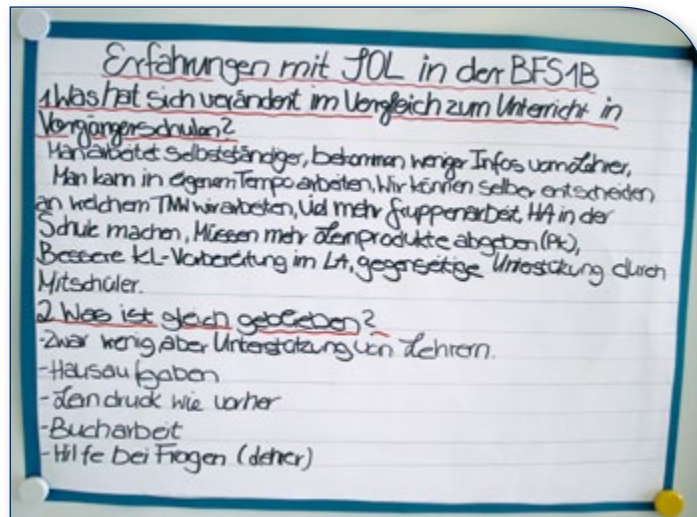 Erfahrungen mit SOL in der BFS1B
1 Was hat sich verändert im Vergleich zum Unterricht in
Vorgängerschulen?
Man arbeitet selbstständiger, bekommen weniger Infos vom Lehrer,
Man kann in eigenem Tempo arbeiten, Wir können selber entscheiden
an welchem TMW wir arbeiten, Viel mehr Gruppenarbeit, HA in der
Schule machen, Müssen mehr Lernprodukte abgeben (Pk),
Bessere KL-Vorbereitung im LA, gegenseitige Unterstützung durch
Mitschüler.
2 Was ist gleich geblieben?
-Zwar wenig aber Unterstützung von Lehrern.
-Hausaufgaben
-Lerndruck wie vorher
-Bucharbeit
-Hilfe bei Fragen (Lehrer)